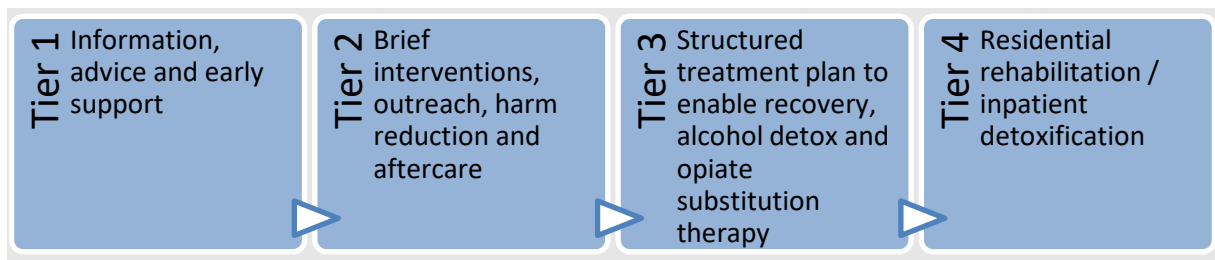 Tier 1
Information,
advice and early
support
Tier 2
Brief
interventions,
outreach, harm
reduction and
aftercare
Tier 3
Structured
treatment plan to
enable recovery,
alcohol detox and
opiate
substitution
therapy
Tier 4
Residential
rehabilitation /
inpatient
detoxification